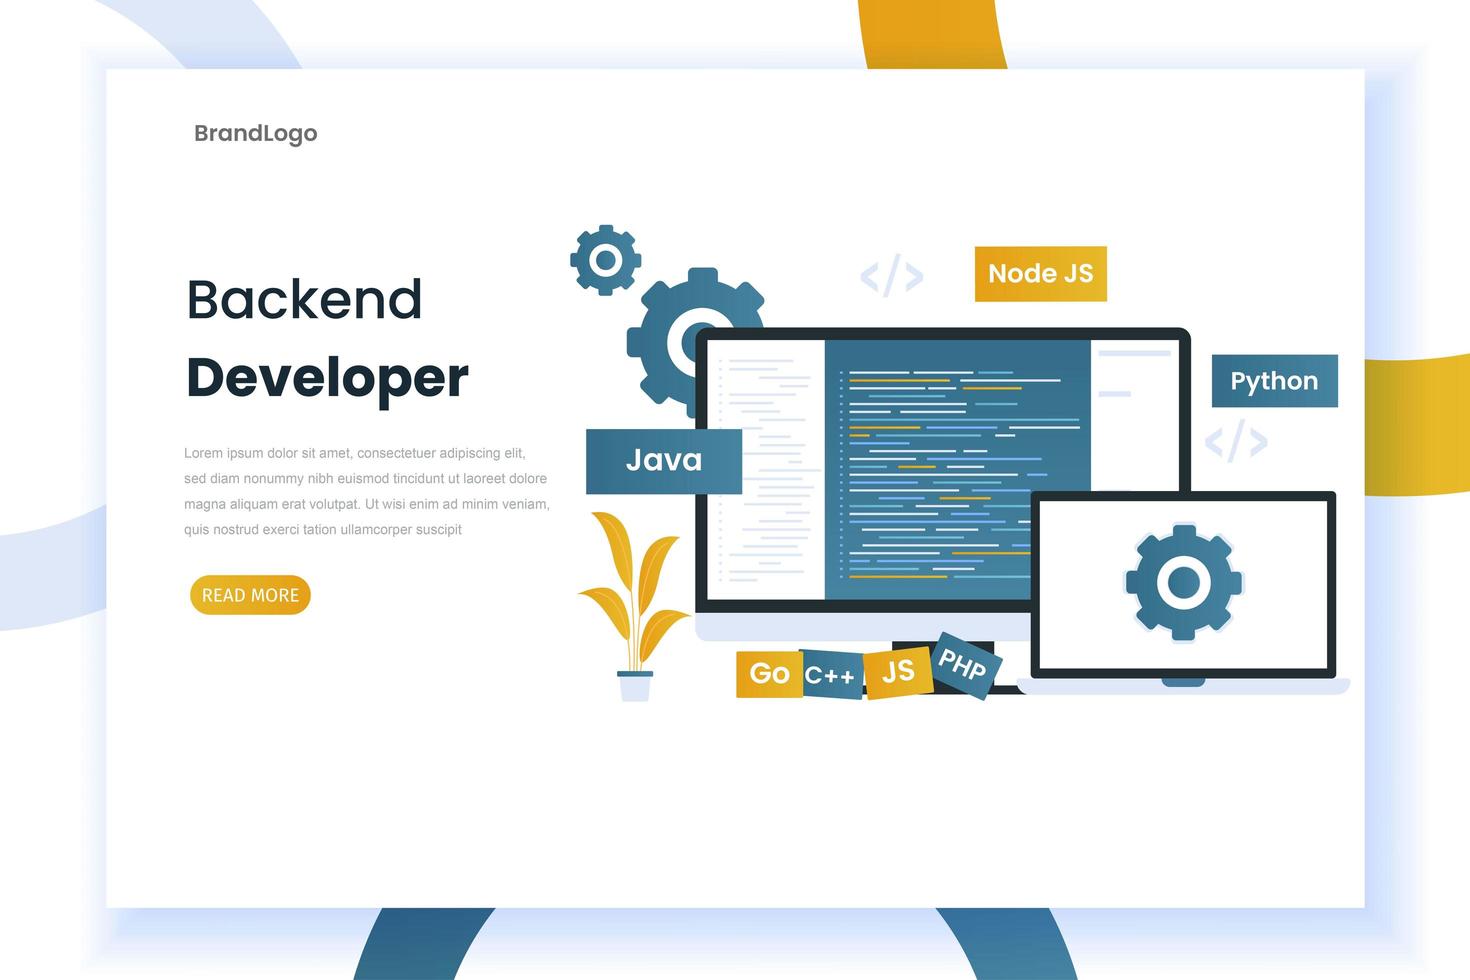 BrandLogo
Backend
Developer
Lorem ipsum dolor sit amet, consectetuer adipiscing elit,
sed diam nonummy nibh euismod tincidunt ut laoreet dolore
magna aliquam erat volutpat. Ut wisi enim ad minim veniam,
quis nostrud exerci tation ullamcorper suscipit
READ MORE
</>
Node JS
Python
</>
Java
Go
C++
JS
PHP